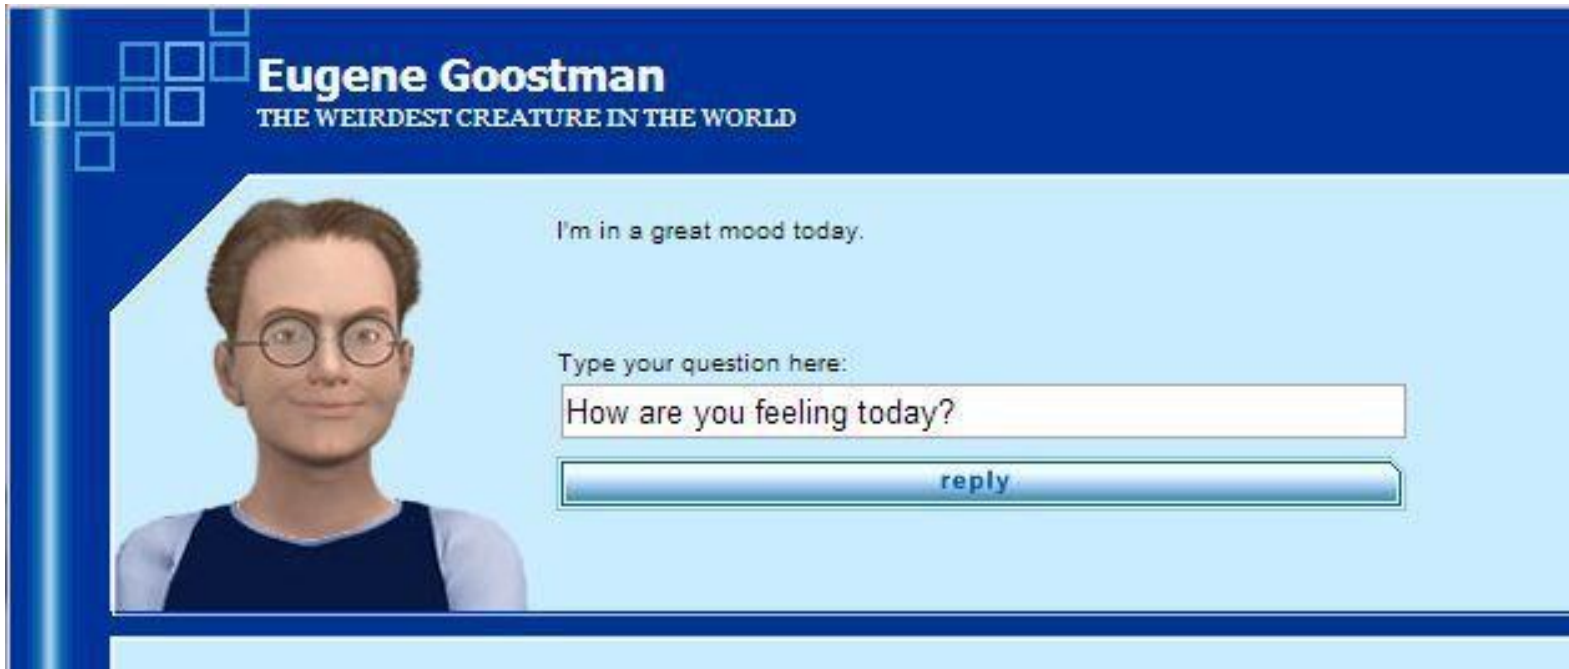 Eugene Goostman
THE WEIRDEST CREATURE IN THE WORLD
I'm in a great mood today.
Type your question here:
How are you feeling today?
reply